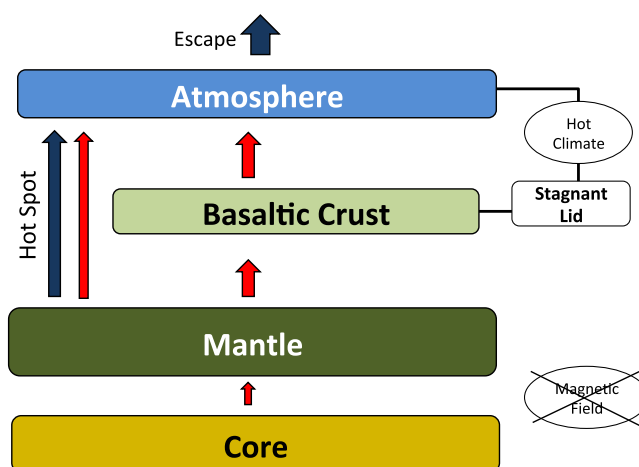 Escape
Atmosphere
Hot
Climate
Hot Spot
Stagnant
Lid
Basaltic Crust
Mantle
Magnetic
Field
Core